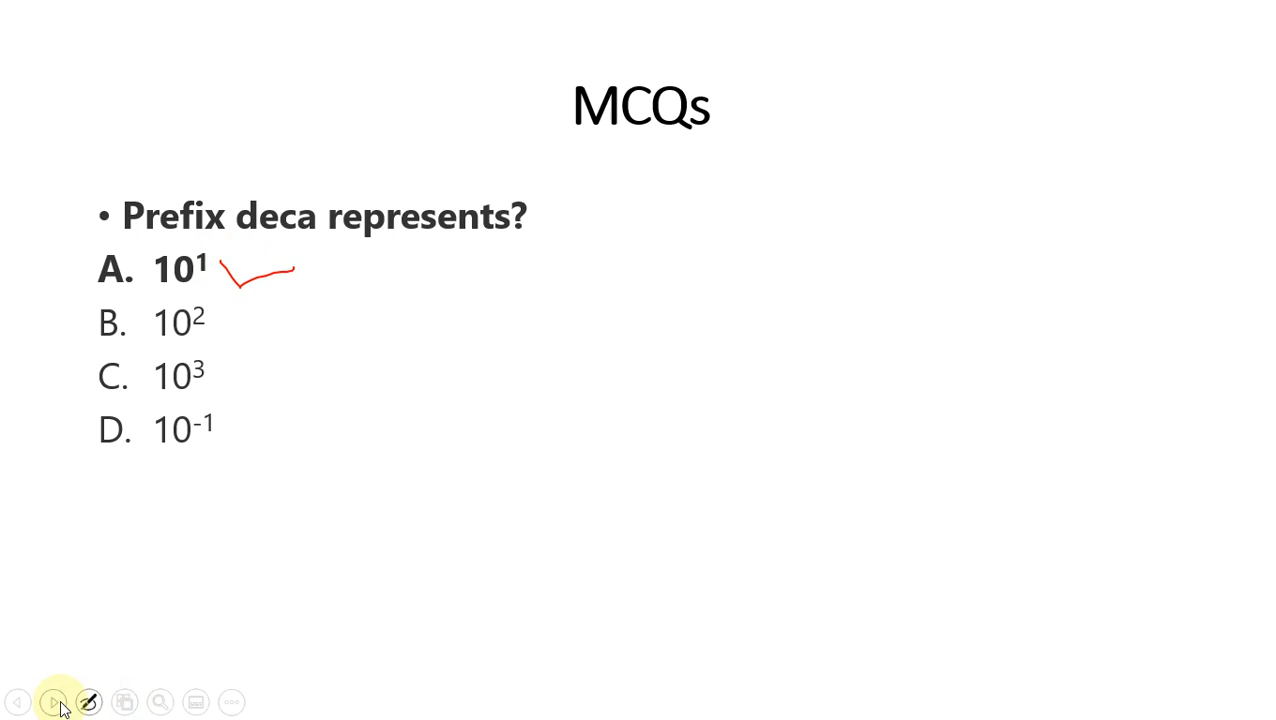 MCQs
• Prefix deca represents?
A. 10¹
B. 10²
C. 10³
D. 10⁻¹